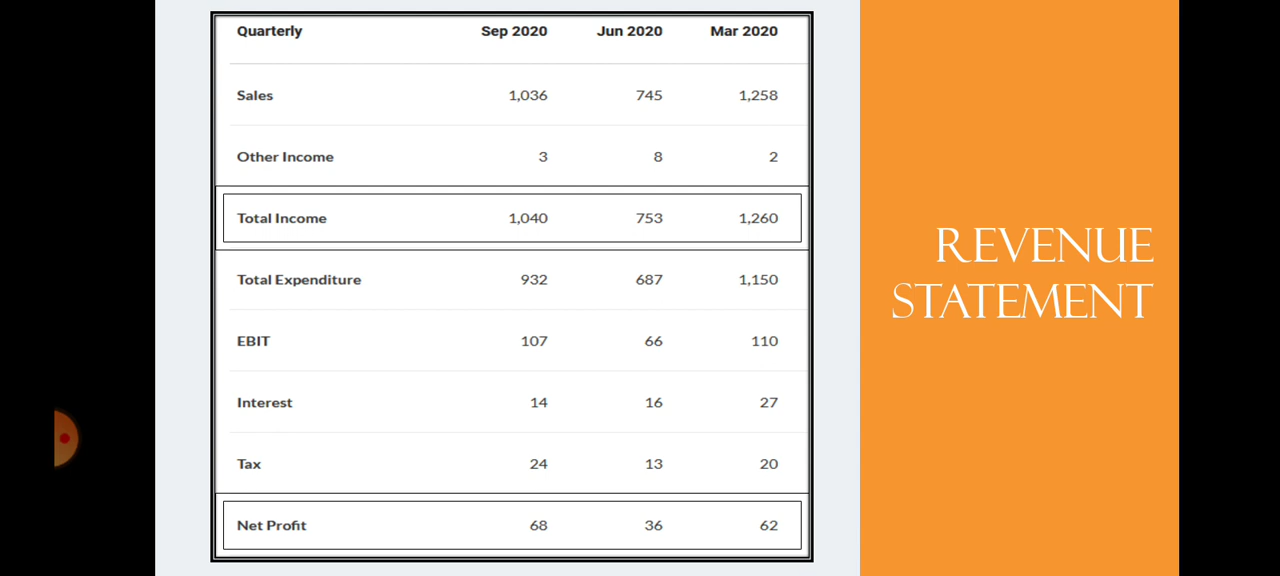 Quarterly Sep 2020 Jun 2020 Mar 2020
Sales 1,036 745 1,258
Other Income 3 8 2
Total Income 1,040 753 1,260
Total Expenditure 932 687 1,150
EBIT 107 66 110
Interest 14 16 27
Tax 24 13 20
Net Profit 68 36 62
REVENUE
STATEMENT